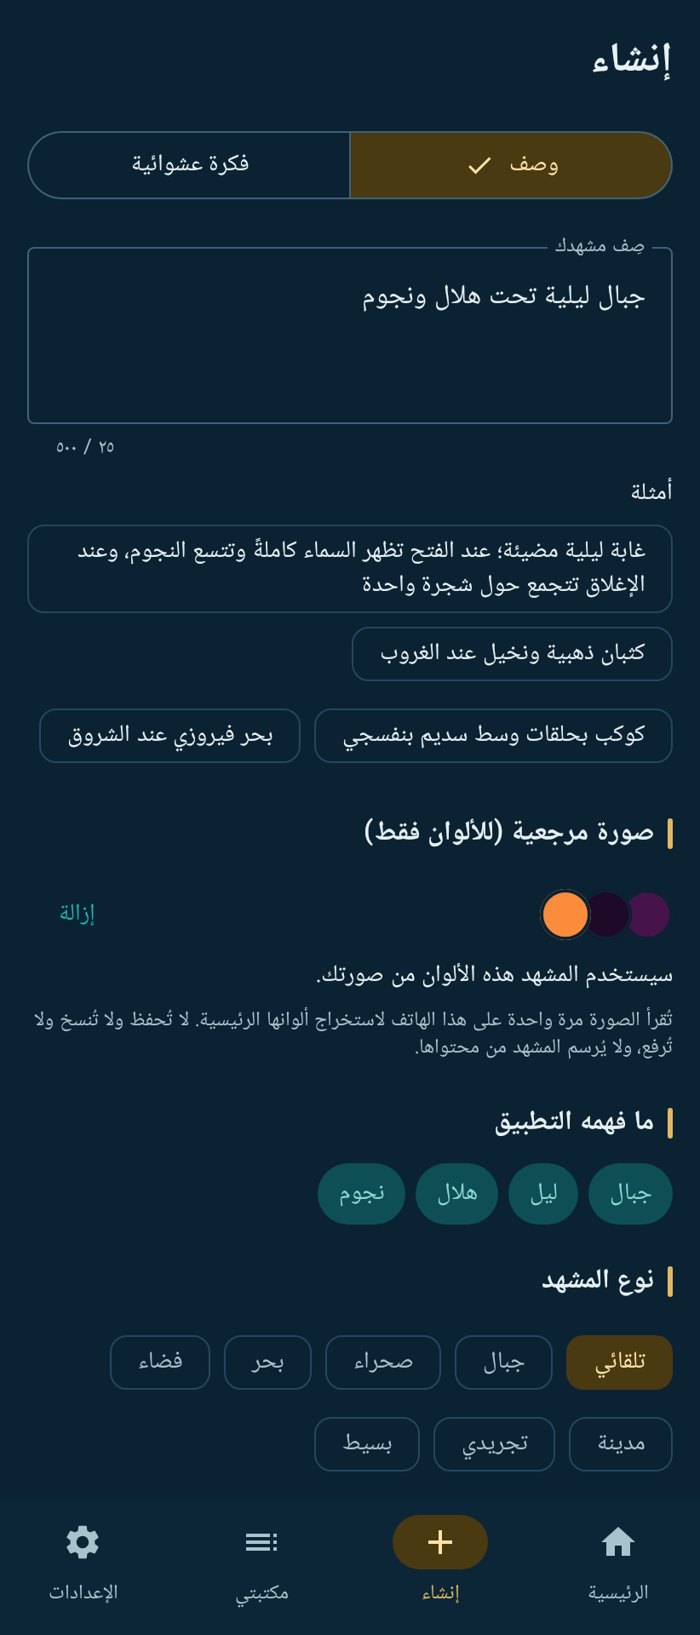 إنشاء
وصف
فكرة عشوائية
صِف مشهدك
جبال ليلية تحت هلال ونجوم
٢٥ / ٥٠٠
أمثلة
غابة ليلية مضيئة؛ عند الفتح تظهر السماء كاملةً وتتسع النجوم، وعند
الإغلاق تتجمع حول شجرة واحدة
كثبان ذهبية ونخيل عند الغروب
كوكب بحلقات وسط سديم بنفسجي
بحر فيروزي عند الشروق
صورة مرجعية (للألوان فقط)
إزالة
سيستخدم المشهد هذه الألوان من صورتك.
تُقرأ الصورة مرة واحدة على هذا الهاتف لاستخراج ألوانها الرئيسية. لا تُحفظ ولا تُنسخ ولا
تُرفع، ولا يُرسم المشهد من محتواها.
ما فهمه التطبيق
جبال
ليل
هلال
نجوم
نوع المشهد
تلقائي
جبال
صحراء
بحر
فضاء
مدينة
تجريدي
بسيط
الرئيسية
إنشاء
مكتبتي
الإعدادات